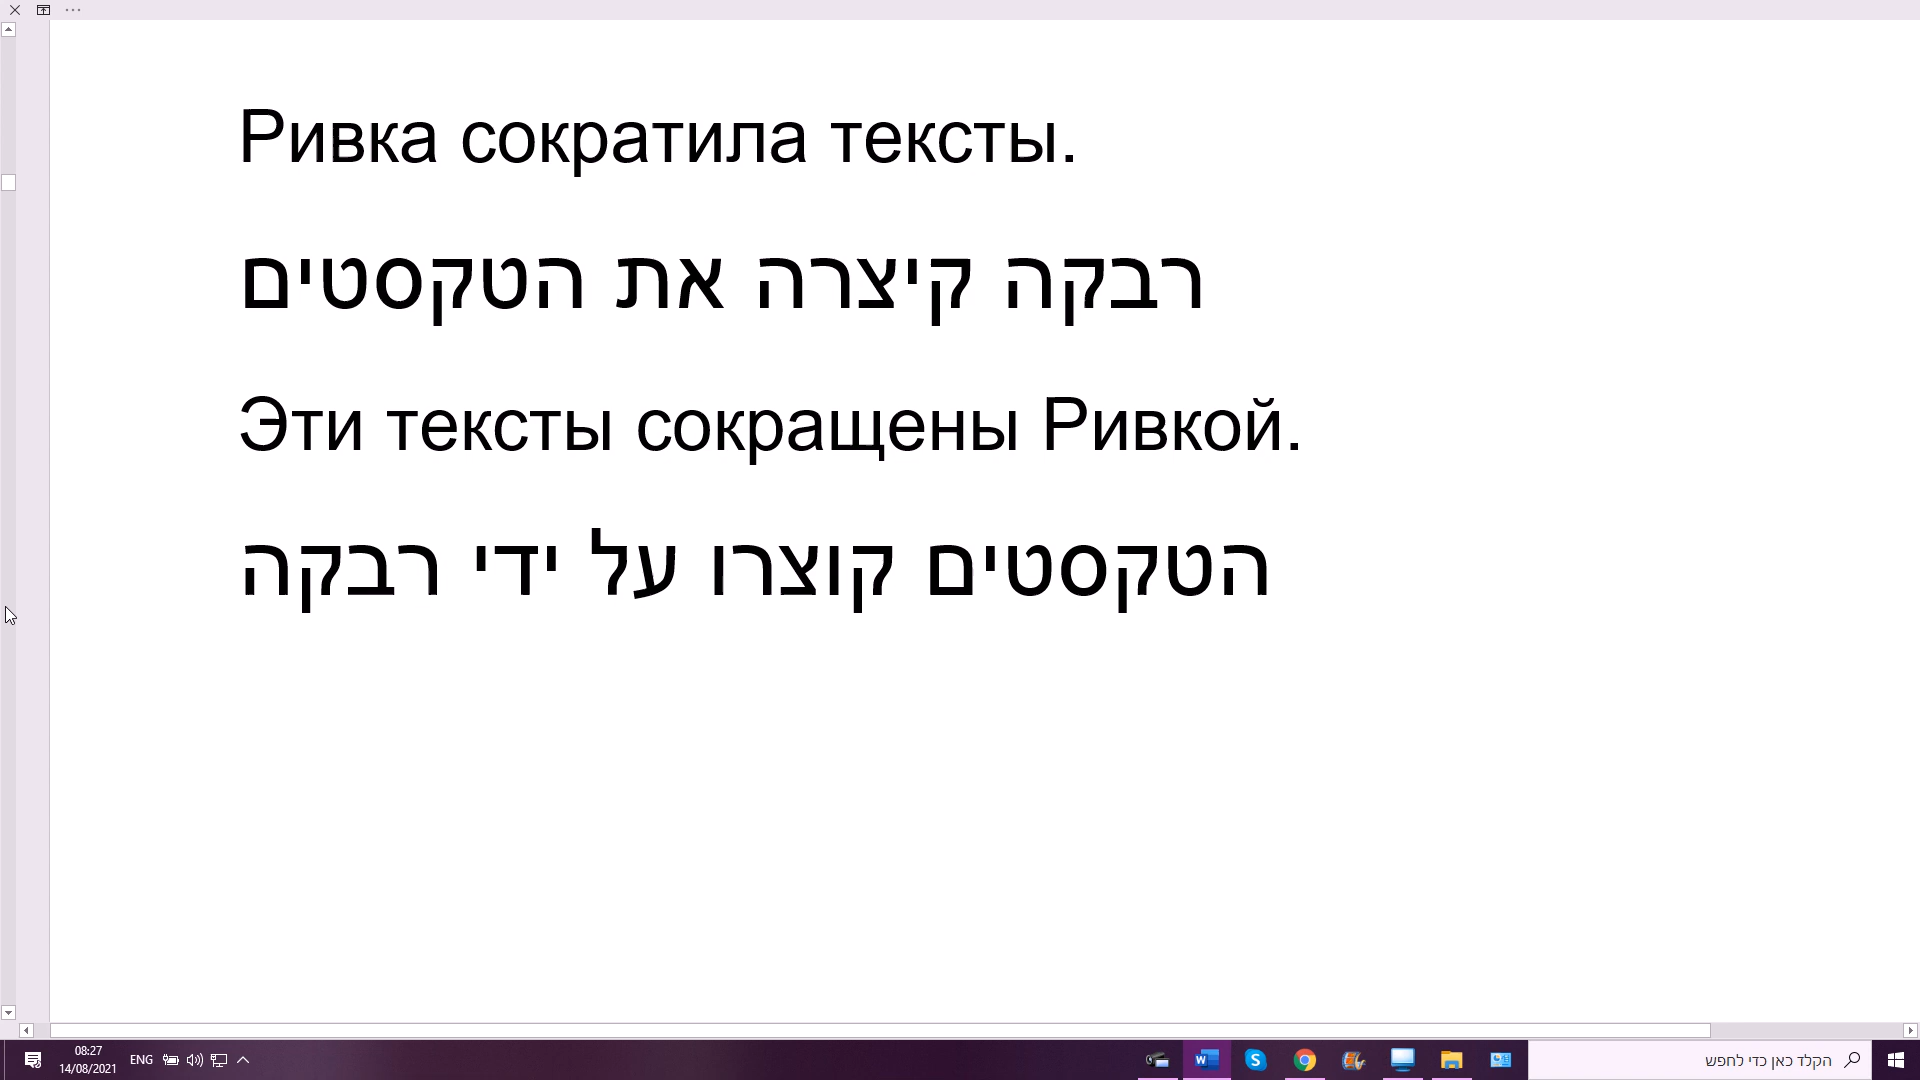 Ривка сократила тексты.
רבקה קיצרה את הטקסטים
Эти тексты сокращены Ривкой.
הטקסטים קוצרו על ידי רבקה
08:27
14/08/2021
ENG
הקלד כאן כדי לחפש